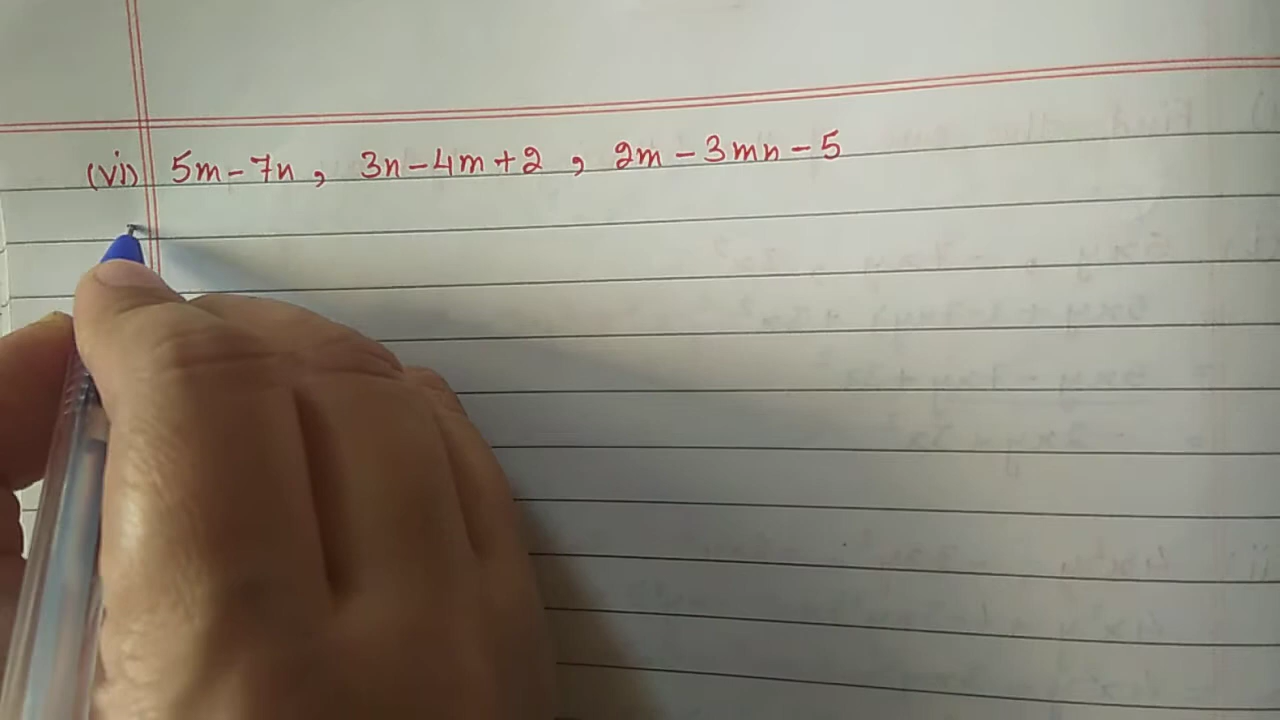 (vi) 5m - 7n , 3n - 4m + 2 , 2m - 3mn - 5